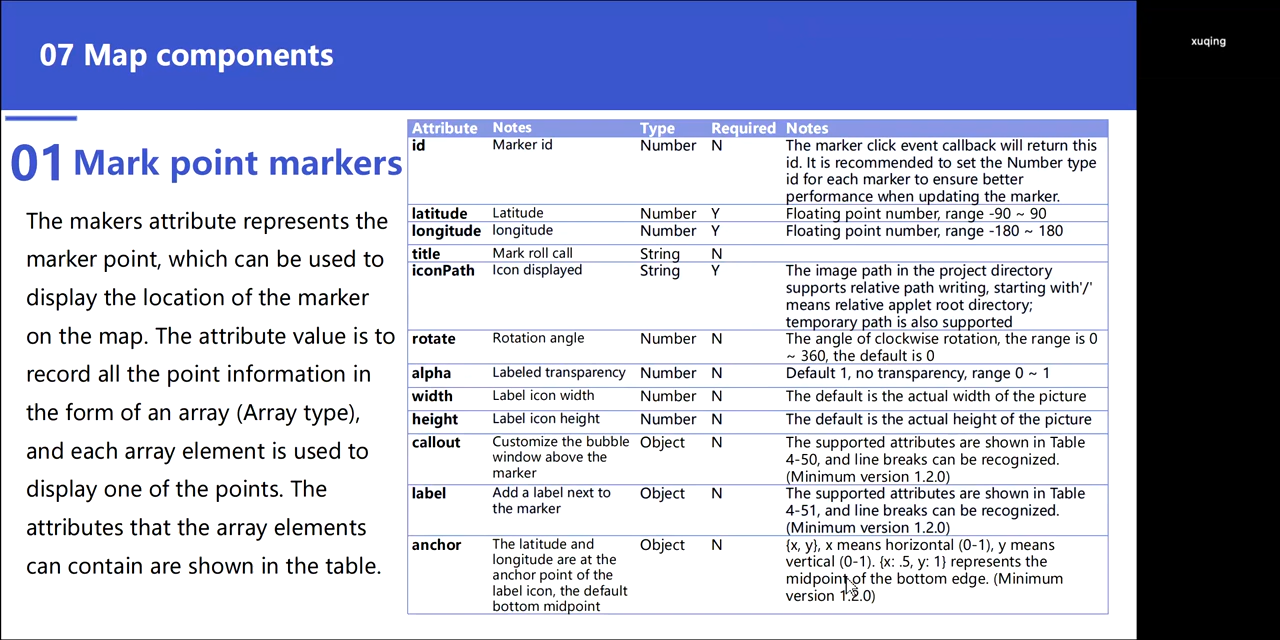 07 Map components
xuqing
01 Mark point markers
The makers attribute represents the
marker point, which can be used to
display the location of the marker
on the map. The attribute value is to
record all the point information in
the form of an array (Array type),
and each array element is used to
display one of the points. The
attributes that the array elements
can contain are shown in the table.
Attribute Notes Type Required Notes
id Marker id Number N The marker click event callback will return this
id. It is recommended to set the Number type
id for each marker to ensure better
performance when updating the marker.
latitude Latitude Number Y Floating point number, range -90 ~ 90
longitude longitude Number Y Floating point number, range -180 ~ 180
title Mark roll call String N
iconPath Icon displayed String Y The image path in the project directory
supports relative path writing, starting with'/'
means relative applet root directory;
temporary path is also supported
rotate Rotation angle Number N The angle of clockwise rotation, the range is 0
~ 360, the default is 0
alpha Labeled transparency Number N Default 1, no transparency, range 0 ~ 1
width Label icon width Number N The default is the actual width of the picture
height Label icon height Number N The default is the actual height of the picture
callout Customize the bubble Object N The supported attributes are shown in Table
window above the 4-50, and line breaks can be recognized.
marker (Minimum version 1.2.0)
label Add a label next to Object N The supported attributes are shown in Table
the marker 4-51, and line breaks can be recognized.
(Minimum version 1.2.0)
anchor The latitude and Object N {x, y}, x means horizontal (0-1), y means
longitude are at the vertical (0-1). {x: .5, y: 1} represents the
anchor point of the midpoint of the bottom edge. (Minimum
label icon, the default version 1.2.0)
bottom midpoint